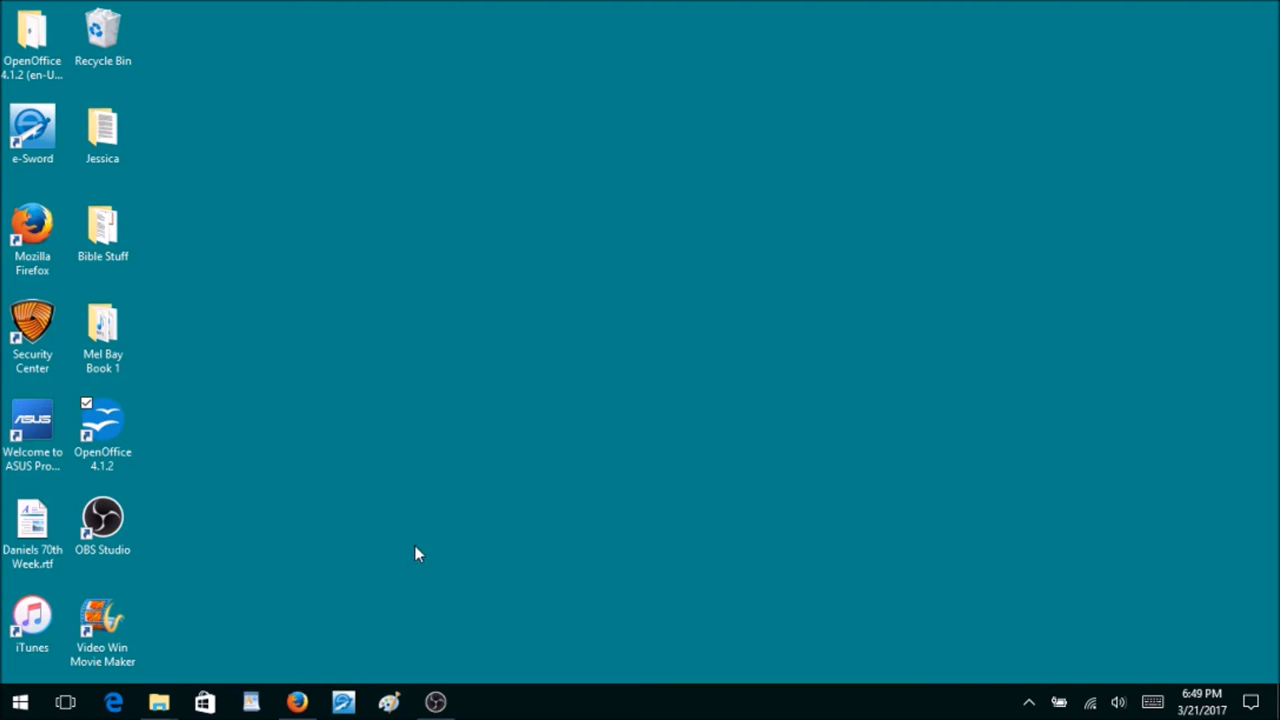 OpenOffice
4.1.2 (en-U...
Recycle Bin
e-Sword
Jessica
Mozilla
Firefox
Bible Stuff
Security
Center
Mel Bay
Book 1
ASUS
Welcome to
ASUS Pro...
OpenOffice
4.1.2
Daniels 70th
Week.rtf
OBS Studio
iTunes
Video Win
Movie Maker
6:49 PM
3/21/2017